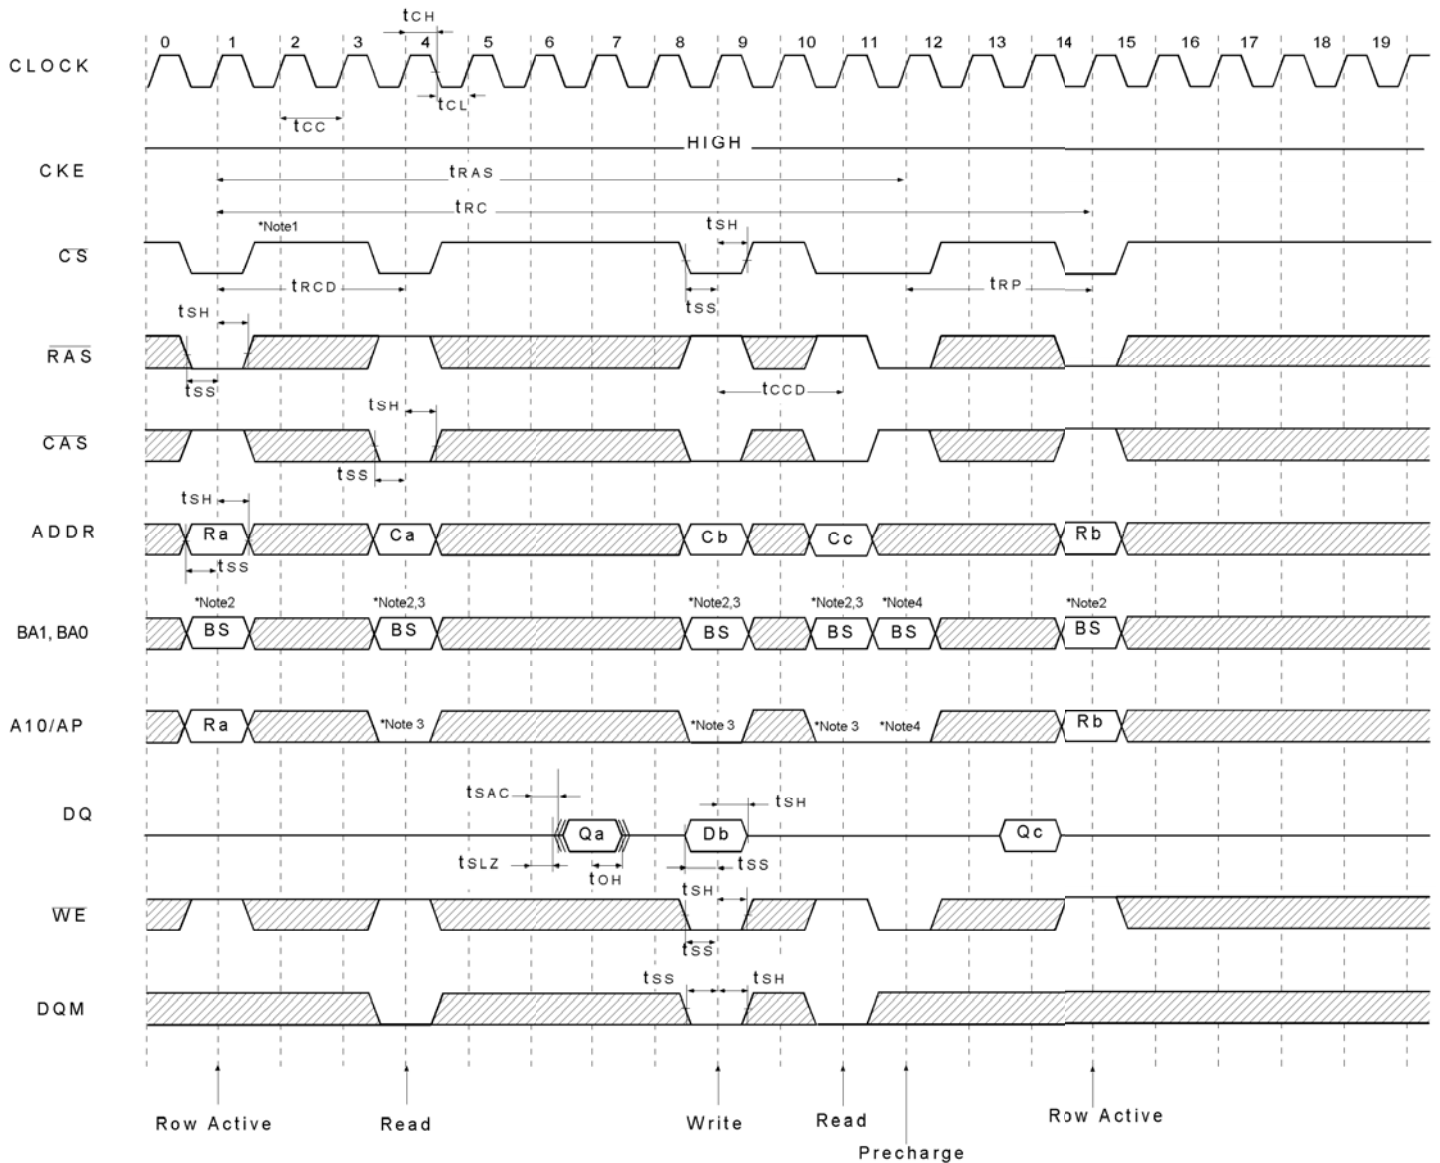 tCH
0 1 2 3 4 5 6 7 8 9 10 11 12 13 14 15 16 17 18 19
CLOCK
tCL
tCC
HIGH
CKE
tRAS
tRC
*Note1
tSH
CS
tRCD
tRP
tSS
tSH
RAS
tSS
tCCD
tSH
CAS
tSS
tSH
ADDR
Ra Ca Cb Cc Rb
tSS
*Note2 *Note2,3 *Note2,3 *Note2,3 *Note4 *Note2
BA1, BA0
BS BS BS BS BS BS
A10/AP
Ra *Note 3 *Note 3 *Note 3 *Note4 Rb
tSAC
tSH
DQ
Qa Db Qc
tSLZ
tOH
tSS
tSH
WE
tSS
tSS
tSH
DQM
Row Active Read Write Read Row Active
Precharge